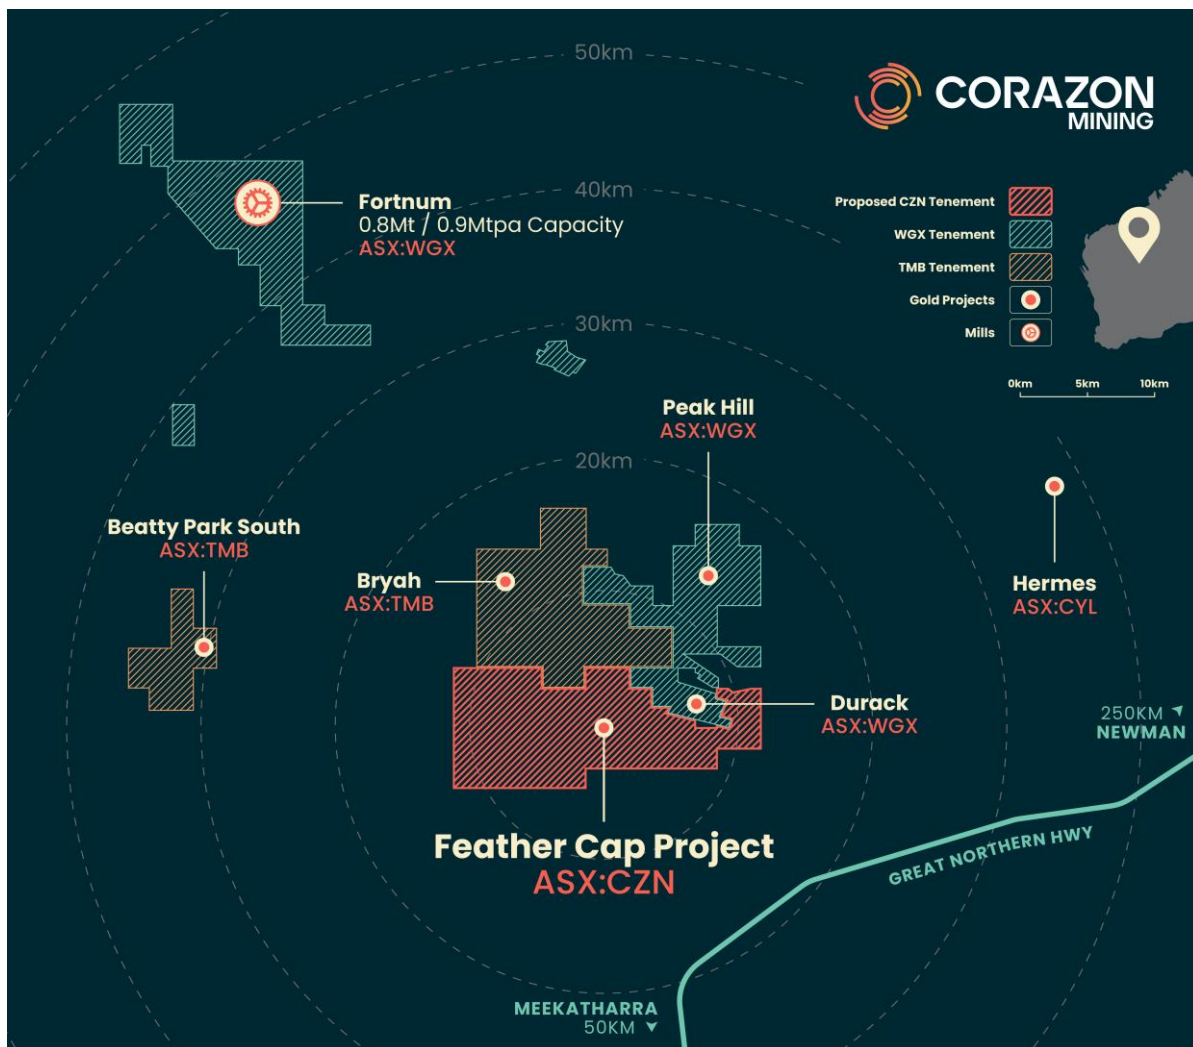 50km
CORAZON
MINING
40km
Fortnum
0.8Mt / 0.9Mtpa Capacity
ASX:WGX
Proposed CZN Tenement
WGX Tenement
TMB Tenement
Gold Projects
Mills
30km
0km 5km 10km
Peak Hill
ASX:WGX
20km
Beatty Park South
ASX:TMB
Bryah
ASX:TMB
Hermes
ASX:CYL
Durack
ASX:WGX
250KM
NEWMAN
Feather Cap Project
ASX:CZN
GREAT NORTHERN HWY
MEEKATHARRA
50KM